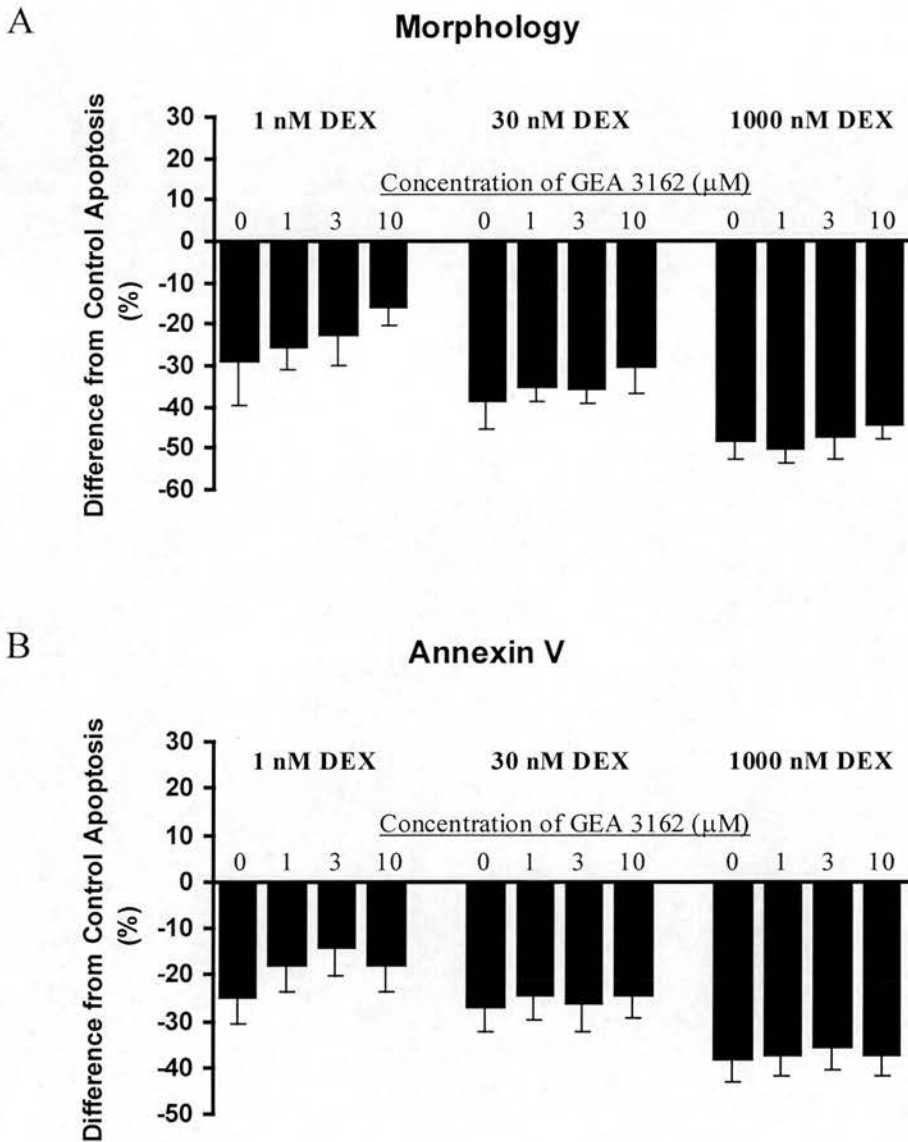 A
Morphology
Difference from Control Apoptosis
(%)
30
20
10
0
-10
-20
-30
-40
-50
-60
1 nM DEX 30 nM DEX 1000 nM DEX
Concentration of GEA 3162 (μM)
0 1 3 10 0 1 3 10 0 1 3 10
B
Annexin V
Difference from Control Apoptosis
(%)
30
20
10
0
-10
-20
-30
-40
-50
1 nM DEX 30 nM DEX 1000 nM DEX
Concentration of GEA 3162 (μM)
0 1 3 10 0 1 3 10 0 1 3 10